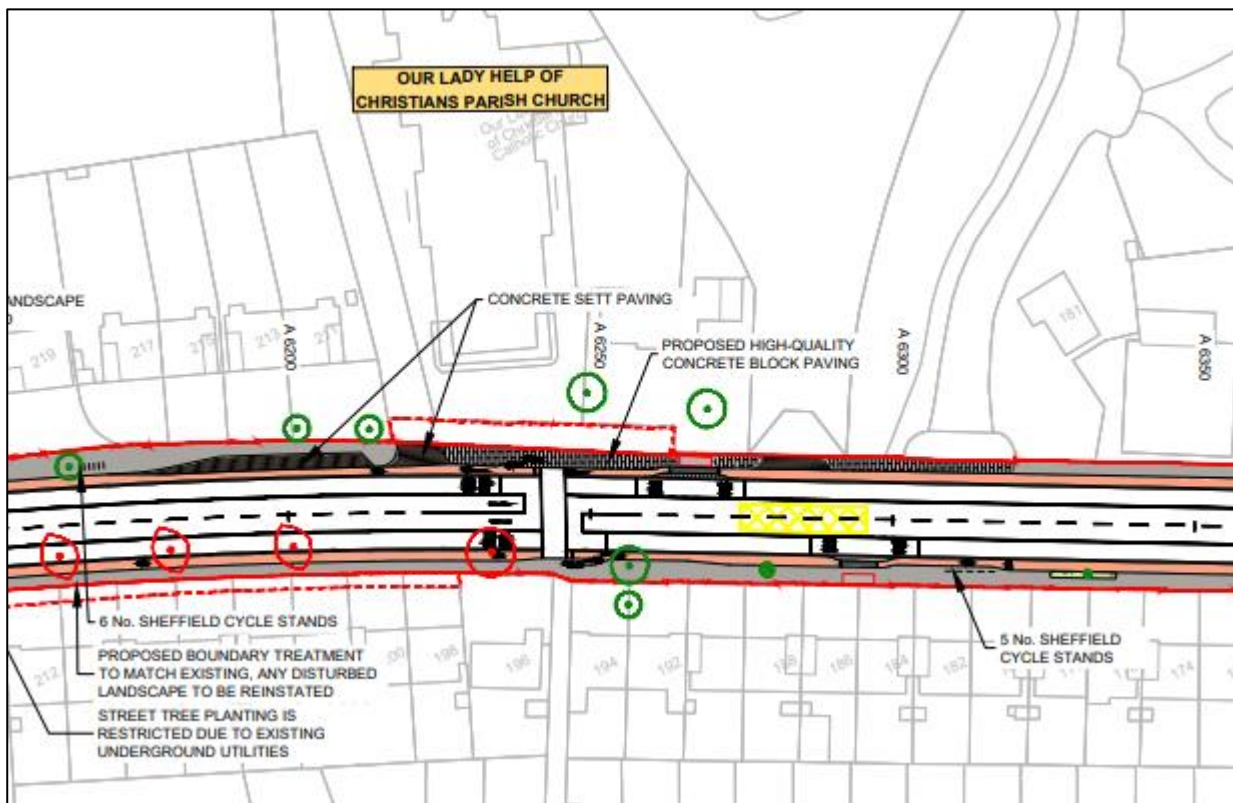 OUR LADY HELP OF
CHRISTIANS PARISH CHURCH
ANDSCAPE
CONCRETE SETT PAVING
PROPOSED HIGH-QUALITY
CONCRETE BLOCK PAVING
A 6200
A 6250
A 6300
A 6350
219
217
215
213
211
181
6 No. SHEFFIELD CYCLE STANDS
PROPOSED BOUNDARY TREATMENT
TO MATCH EXISTING, ANY DISTURBED
LANDSCAPE TO BE REINSTATED
STREET TREE PLANTING IS
RESTRICTED DUE TO EXISTING
UNDERGROUND UTILITIES
5 No. SHEFFIELD
CYCLE STANDS
212
198
196
194
192
188
186
184
182
174